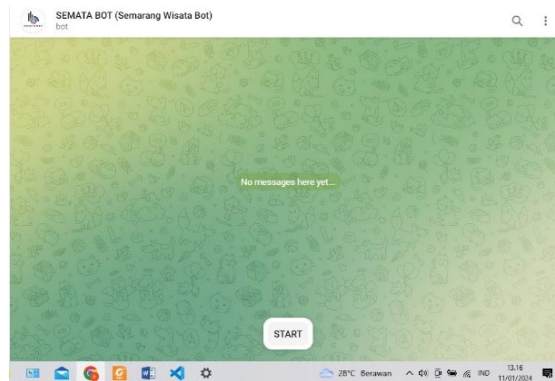 SEMATA BOT (Semarang Wisata Bot)
bot
No messages here yet...
START
28°C Berawan
IND
13.16
11/01/2024